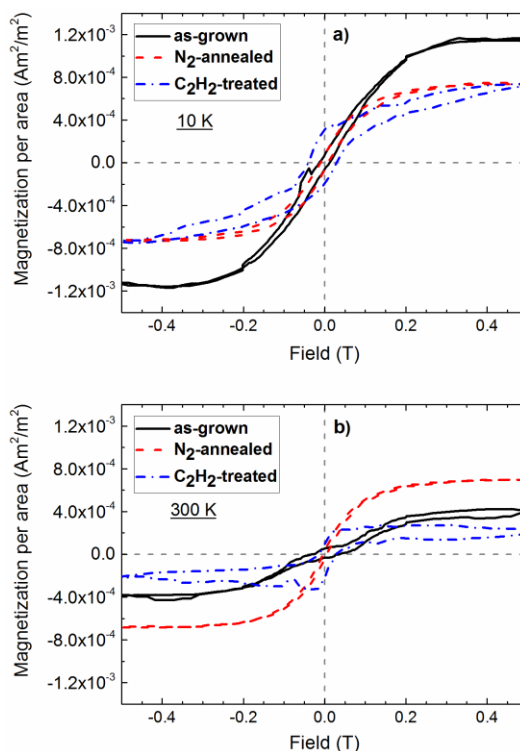 1.2x10⁻³
8.0x10⁻⁴
4.0x10⁻⁴
0.0
-4.0x10⁻⁴
-8.0x10⁻⁴
-1.2x10⁻³
Magnetization per area (Am²/m²)
as-grown
N₂-annealed
C₂H₂-treated
10 K
a)
-0.4 -0.2 0.0 0.2 0.4
Field (T)
1.2x10⁻³
8.0x10⁻⁴
4.0x10⁻⁴
0.0
-4.0x10⁻⁴
-8.0x10⁻⁴
-1.2x10⁻³
Magnetization per area (Am²/m²)
as-grown
N₂-annealed
C₂H₂-treated
300 K
b)
-0.4 -0.2 0.0 0.2 0.4
Field (T)